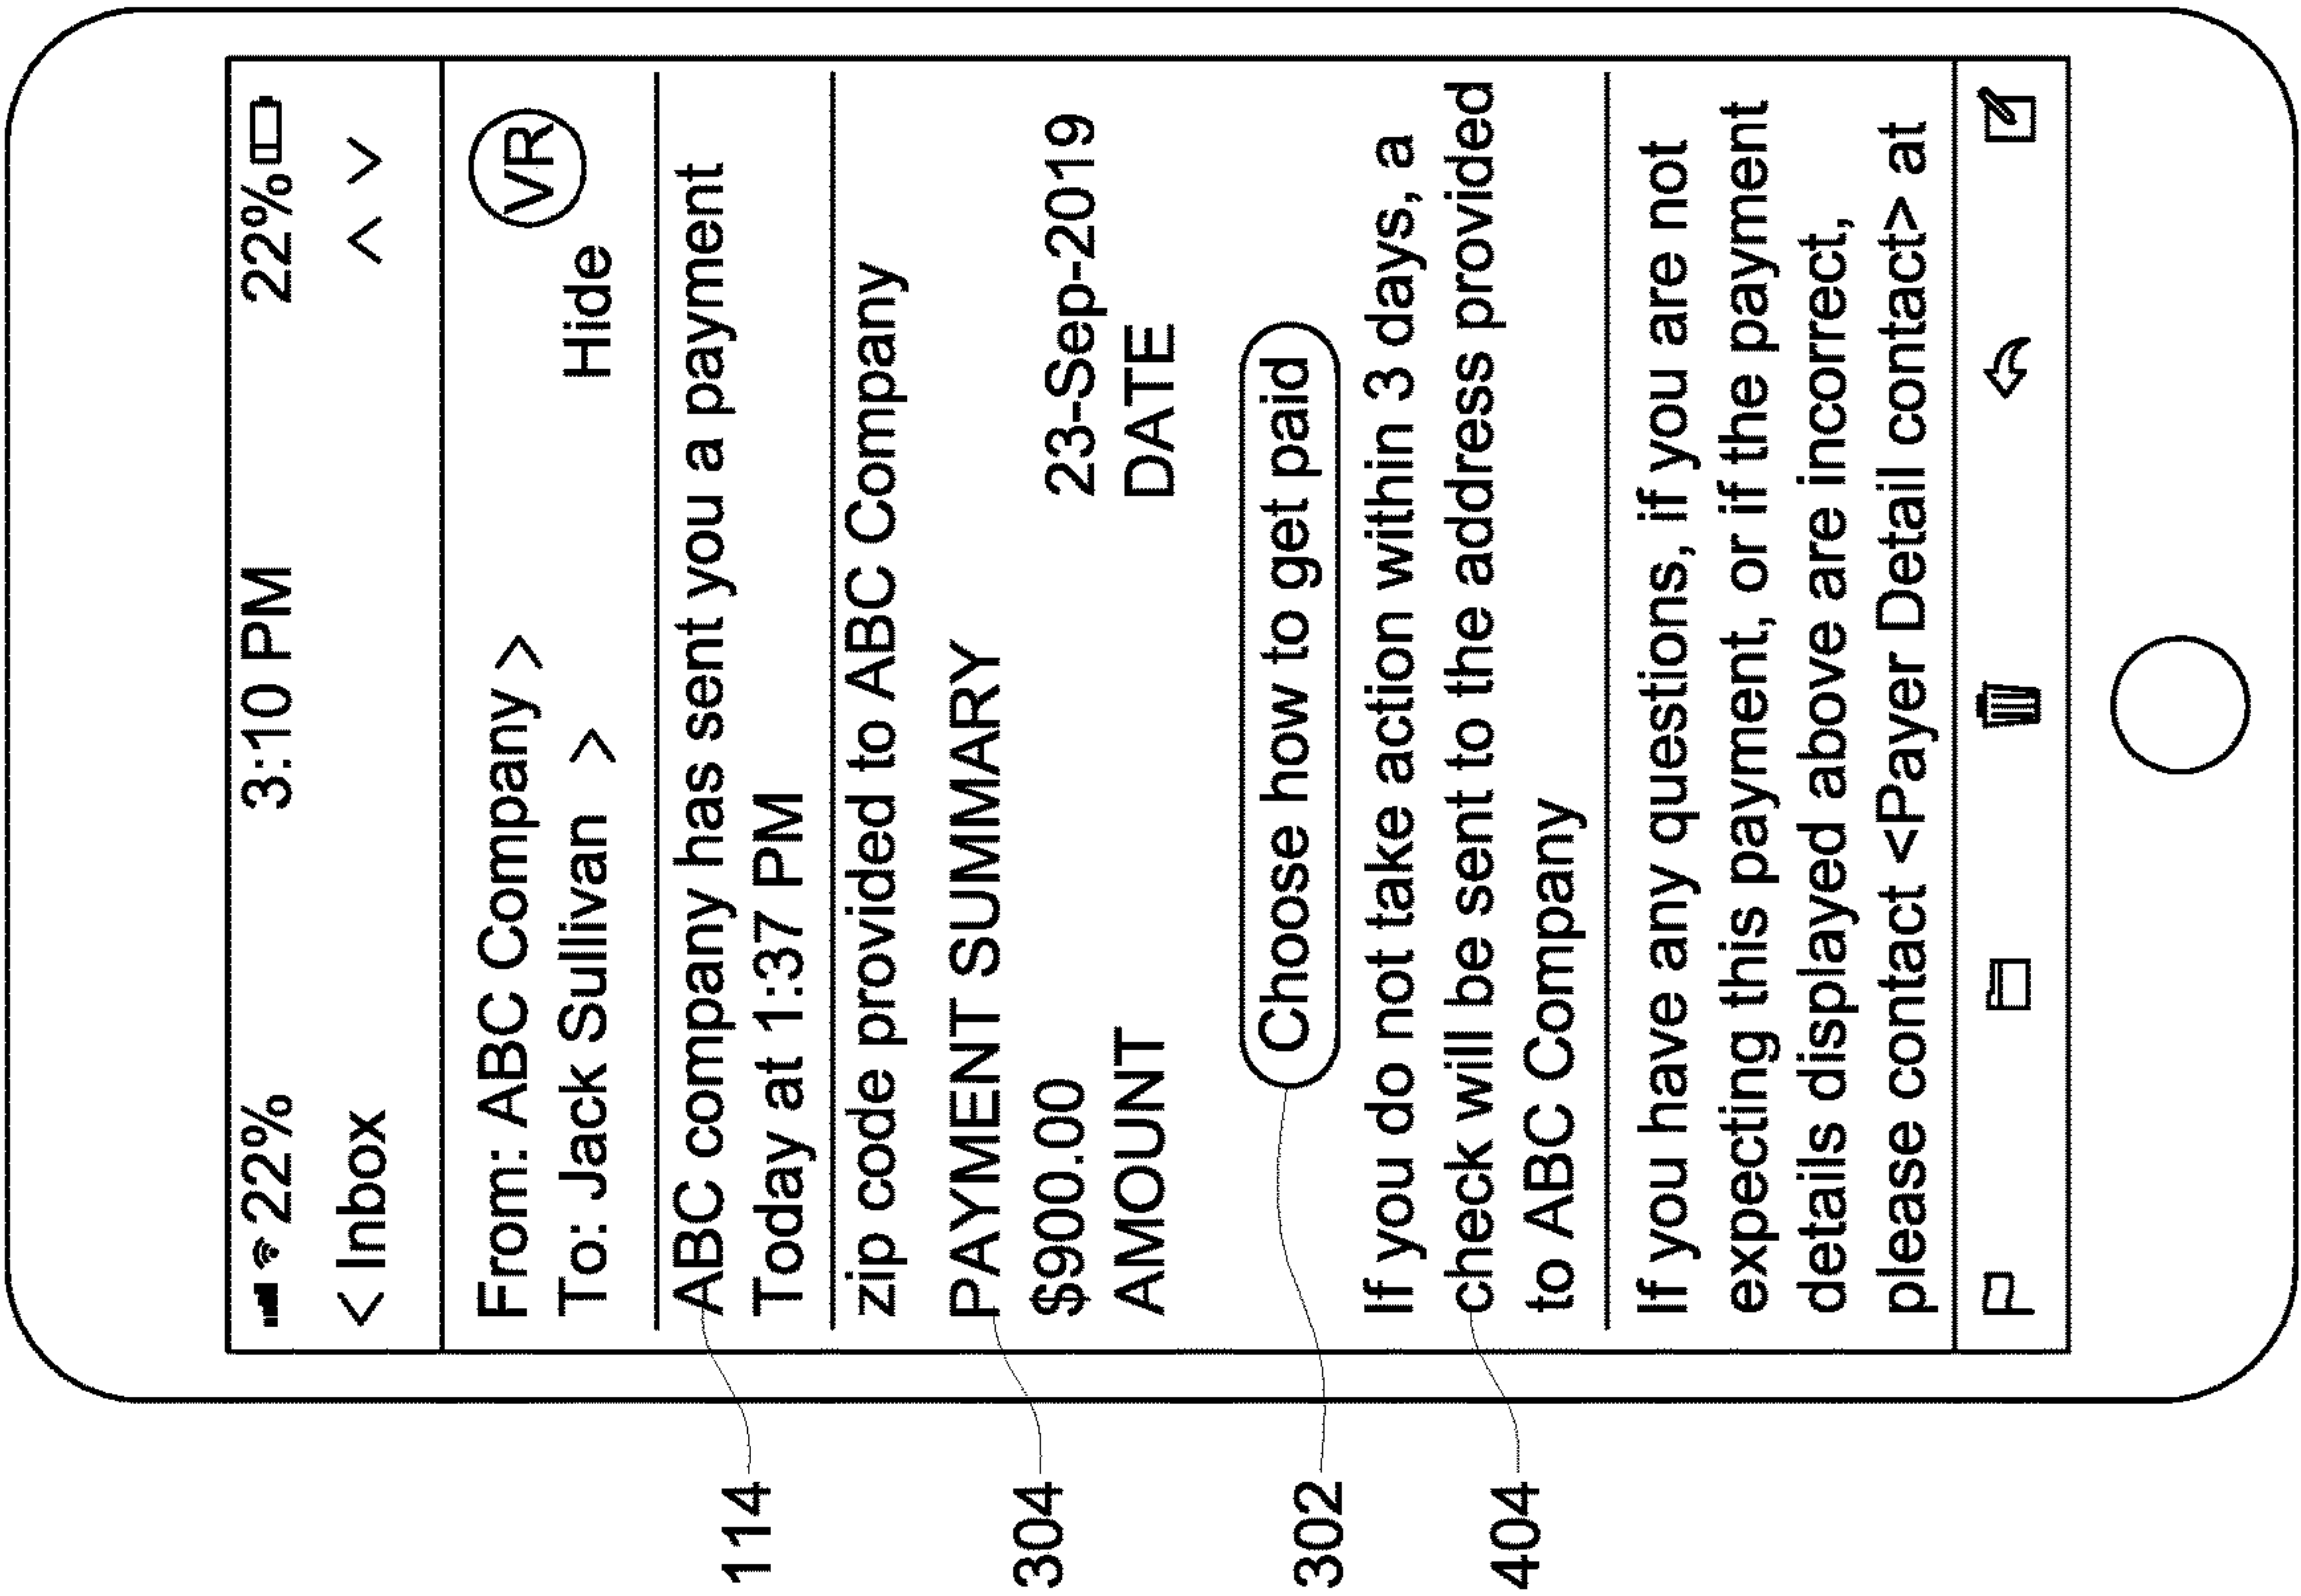 22% 3:10 PM 22%
< Inbox
From: ABC Company > VR
To: Jack Sullivan > Hide
ABC company has sent you a payment
Today at 1:37 PM
zip code provided to ABC Company
PAYMENT SUMMARY
$900.00 23-Sep-2019
AMOUNT DATE
Choose how to get paid
If you do not take action within 3 days, a
check will be sent to the address provided
to ABC Company
If you have any questions, if you are not
expecting this payment, or if the payment
details displayed above are incorrect,
please contact <Payer Detail contact> at
114
304
302
404